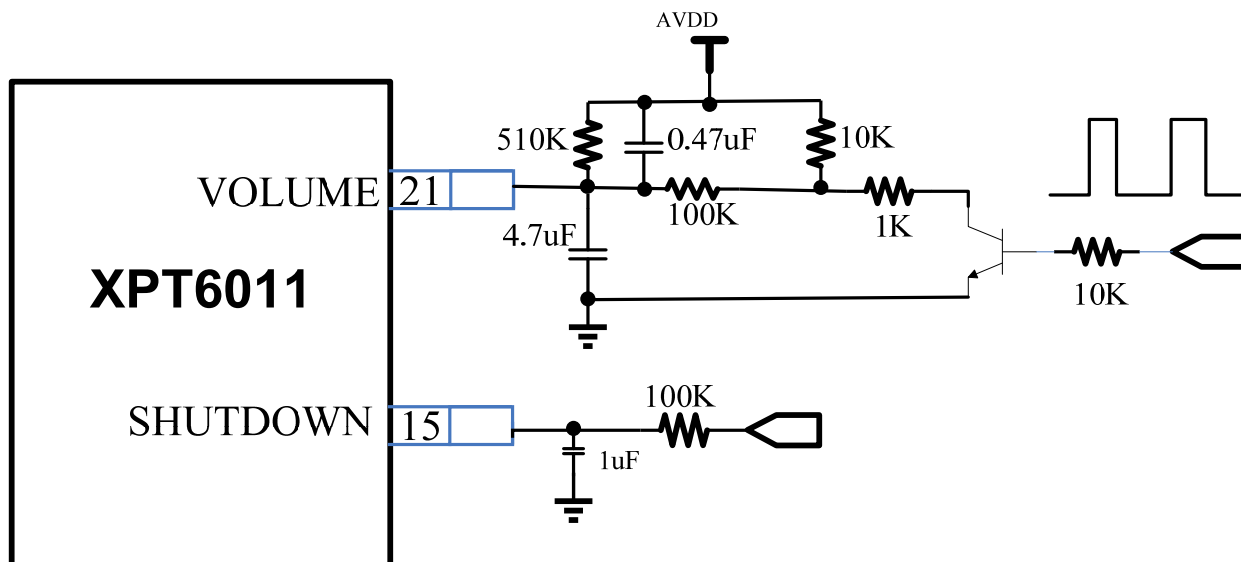 AVDD
510K
0.47uF
10K
VOLUME 21
100K
1K
4.7uF
10K
XPT6011
SHUTDOWN 15
100K
1uF